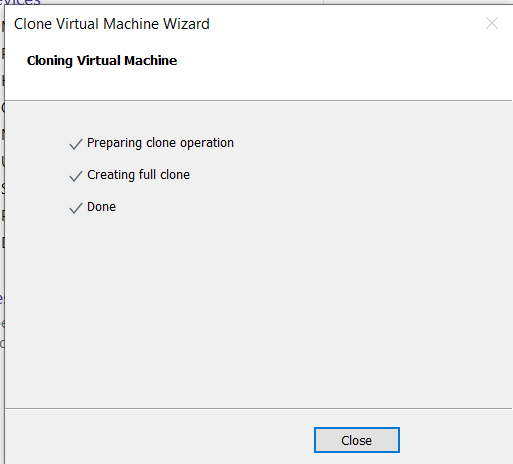 Clone Virtual Machine Wizard
Cloning Virtual Machine
Preparing clone operation
Creating full clone
Done
Close